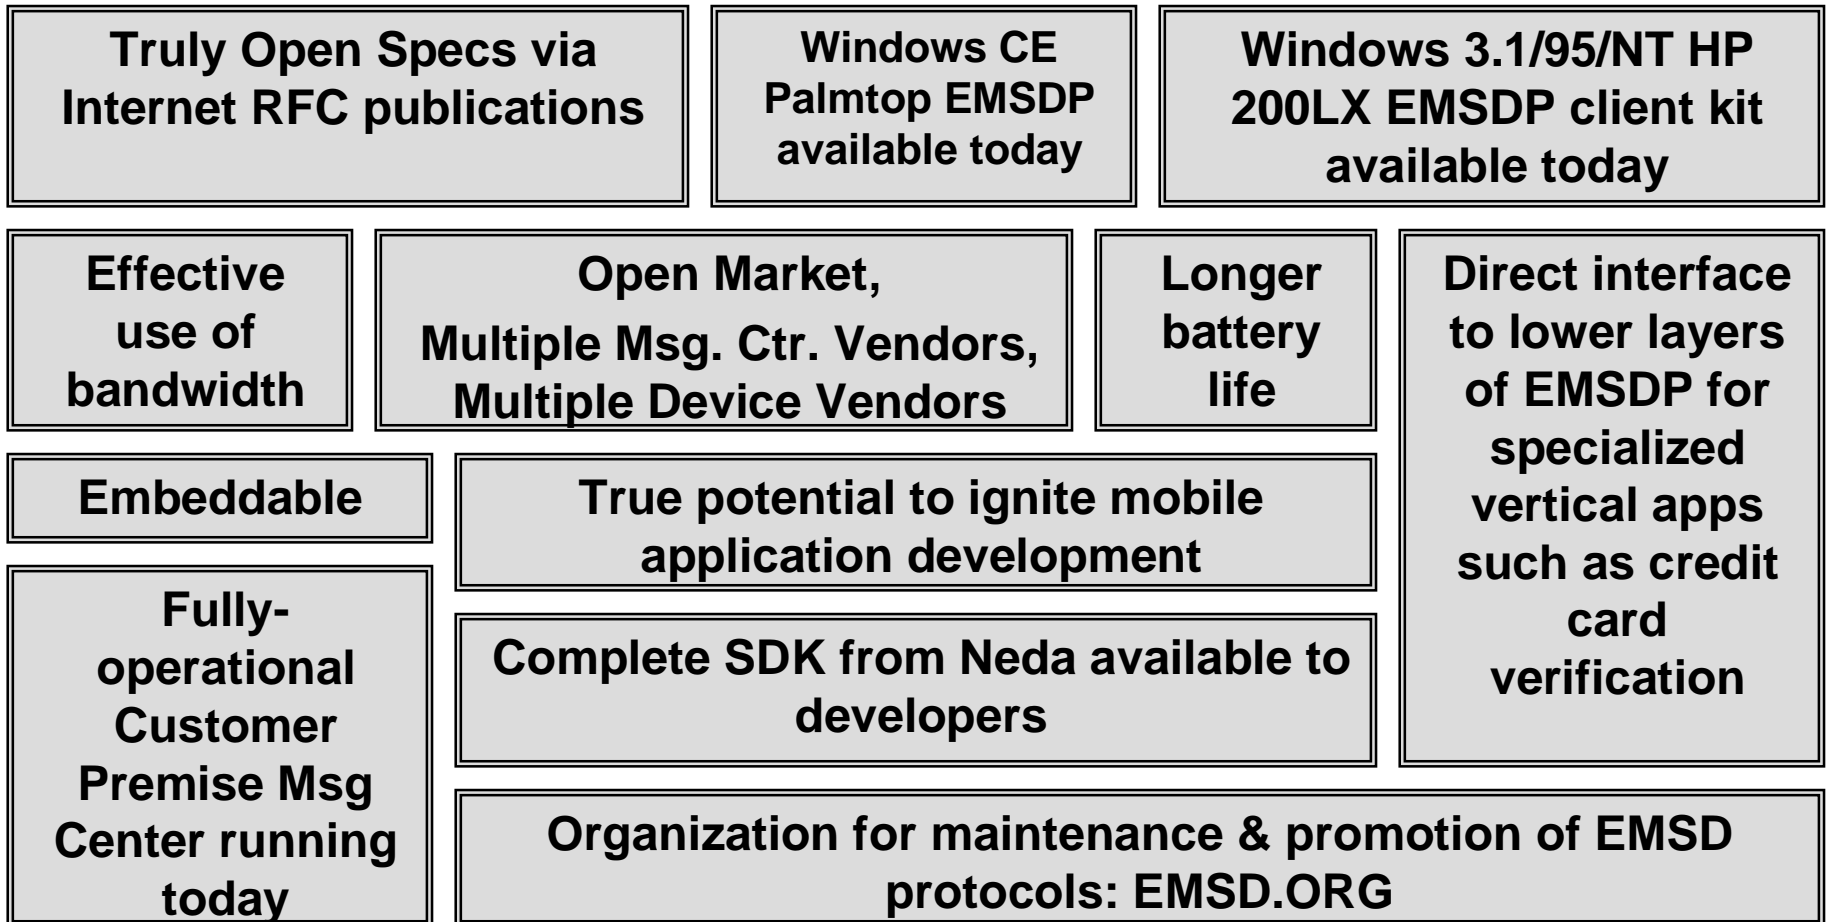 Truly Open Specs via
Internet RFC publications
Windows CE
Palmtop EMSDP
available today
Windows 3.1/95/NT HP
200LX EMSDP client kit
available today
Effective
use of
bandwidth
Open Market,
Multiple Msg. Ctr. Vendors,
Multiple Device Vendors
Longer
battery
life
Direct interface
to lower layers
of EMSDP for
specialized
vertical apps
such as credit
card
verification
Embeddable
True potential to ignite mobile
application development
Fully-
operational
Customer
Premise Msg
Center running
today
Complete SDK from Neda available to
developers
Organization for maintenance & promotion of EMSD
protocols: EMSD.ORG